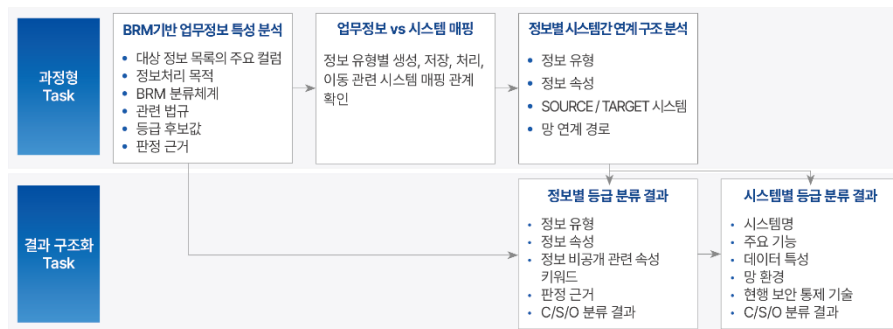 과정형
Task
BRM기반 업무정보 특성 분석
• 대상 정보 목록의 주요 컬럼
• 정보처리 목적
• BRM 분류체계
• 관련 법규
• 등급 후보값
• 판정 근거
업무정보 vs 시스템 매핑
정보 유형별 생성, 저장, 처리,
이동 관련 시스템 매핑 관계
확인
정보별 시스템간 연계 구조 분석
• 정보 유형
• 정보 속성
• SOURCE / TARGET 시스템
• 망 연계 경로
결과 구조화
Task
정보별 등급 분류 결과
• 정보 유형
• 정보 속성
• 정보 비공개 관련 속성
키워드
• 판정 근거
• C/S/O 분류 결과
시스템별 등급 분류 결과
• 시스템명
• 주요 기능
• 데이터 특성
• 망 환경
• 현행 보안 통제 기술
• C/S/O 분류 결과